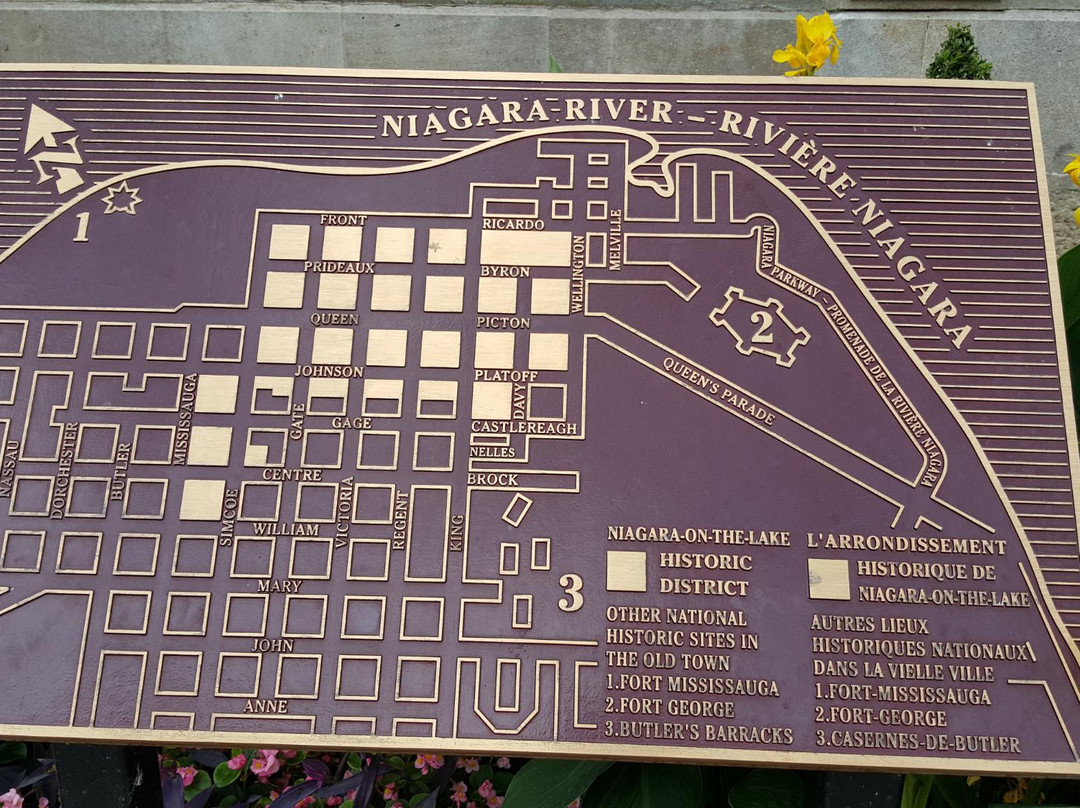 NIAGARA-RIVER – RIVIÈRE NIAGARA
N
1
FRONT
RICARDO
MELVILLE
WELLINGTON
PRIDEAUX
BYRON
NIAGARA PARKWAY – PROMENADE DE LA RIVIÈRE NIAGARA
2
QUEEN
PICTON
JOHNSON
PLATOFF
DAVY
QUEEN'S PARADE
MISSISSAUGA
GATE
GAGE
CASTLEREAGH
NELLES
NASSAU
DORCHESTER
BUTLER
CENTRE
BROCK
SIMCOE
VICTORIA
REGENT
KING
WILLIAM
MARY
3
JOHN
ANNE
NIAGARA-ON-THE-LAKE
HISTORIC
DISTRICT
OTHER NATIONAL
HISTORIC SITES IN
THE OLD TOWN
1.FORT MISSISSAUGA
2.FORT GEORGE
3.BUTLER'S BARRACKS
L'ARRONDISSEMENT
HISTORIQUE DE
NIAGARA-ON-THE-LAKE
AUTRES LIEUX
HISTORIQUES NATIONAUX
DANS LA VIELLE VILLE
1.FORT-MISSISSAUGA
2.FORT-GEORGE
3.CASERNES-DE-BUTLER